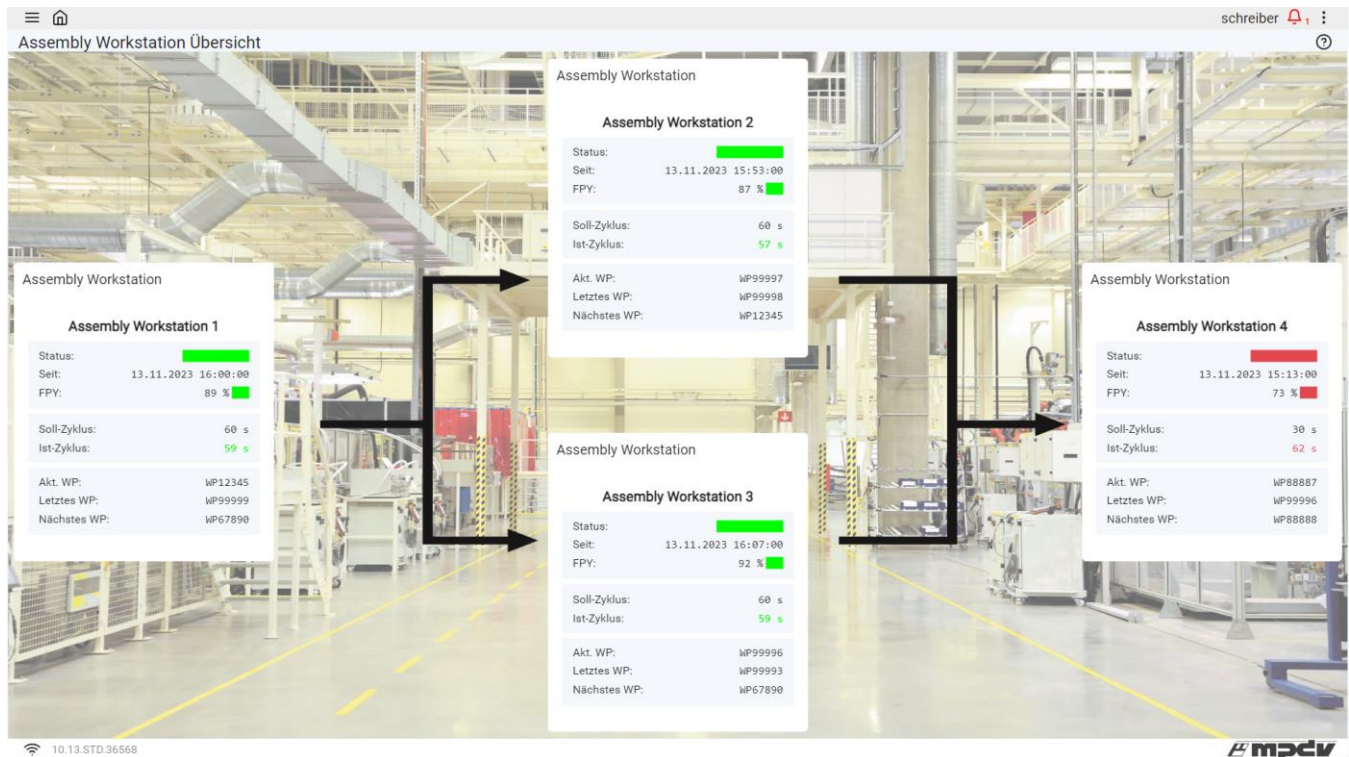 schreiber
1
Assembly Workstation Übersicht
Assembly Workstation
Assembly Workstation 1
Status:
Seit: 13.11.2023 16:00:00
FPY: 89 %
Soll-Zyklus: 60 s
Ist-Zyklus: 59 s
Akt. WP: WP12345
Letztes WP: WP99999
Nächstes WP: WP67890
Assembly Workstation
Assembly Workstation 2
Status:
Seit: 13.11.2023 15:53:00
FPY: 87 %
Soll-Zyklus: 60 s
Ist-Zyklus: 57 s
Akt. WP: WP99997
Letztes WP: WP99998
Nächstes WP: WP12345
Assembly Workstation
Assembly Workstation 3
Status:
Seit: 13.11.2023 16:07:00
FPY: 92 %
Soll-Zyklus: 60 s
Ist-Zyklus: 59 s
Akt. WP: WP99996
Letztes WP: WP99993
Nächstes WP: WP67890
Assembly Workstation
Assembly Workstation 4
Status:
Seit: 13.11.2023 15:13:00
FPY: 73 %
Soll-Zyklus: 30 s
Ist-Zyklus: 62 s
Akt. WP: WP88887
Letztes WP: WP99996
Nächstes WP: WP88888
10.13.STD.36568
mpdv